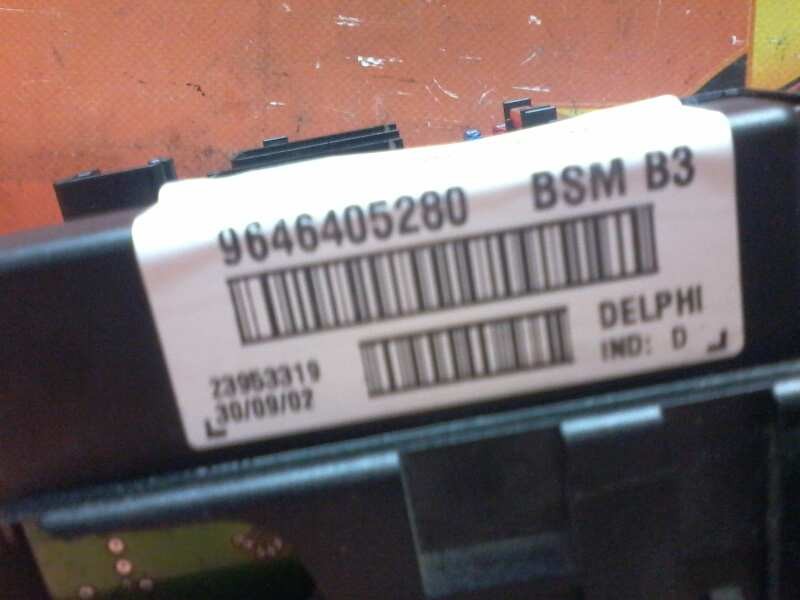 9646405280 BSM B3
DELPHI
23953319 IND: D
30/09/02